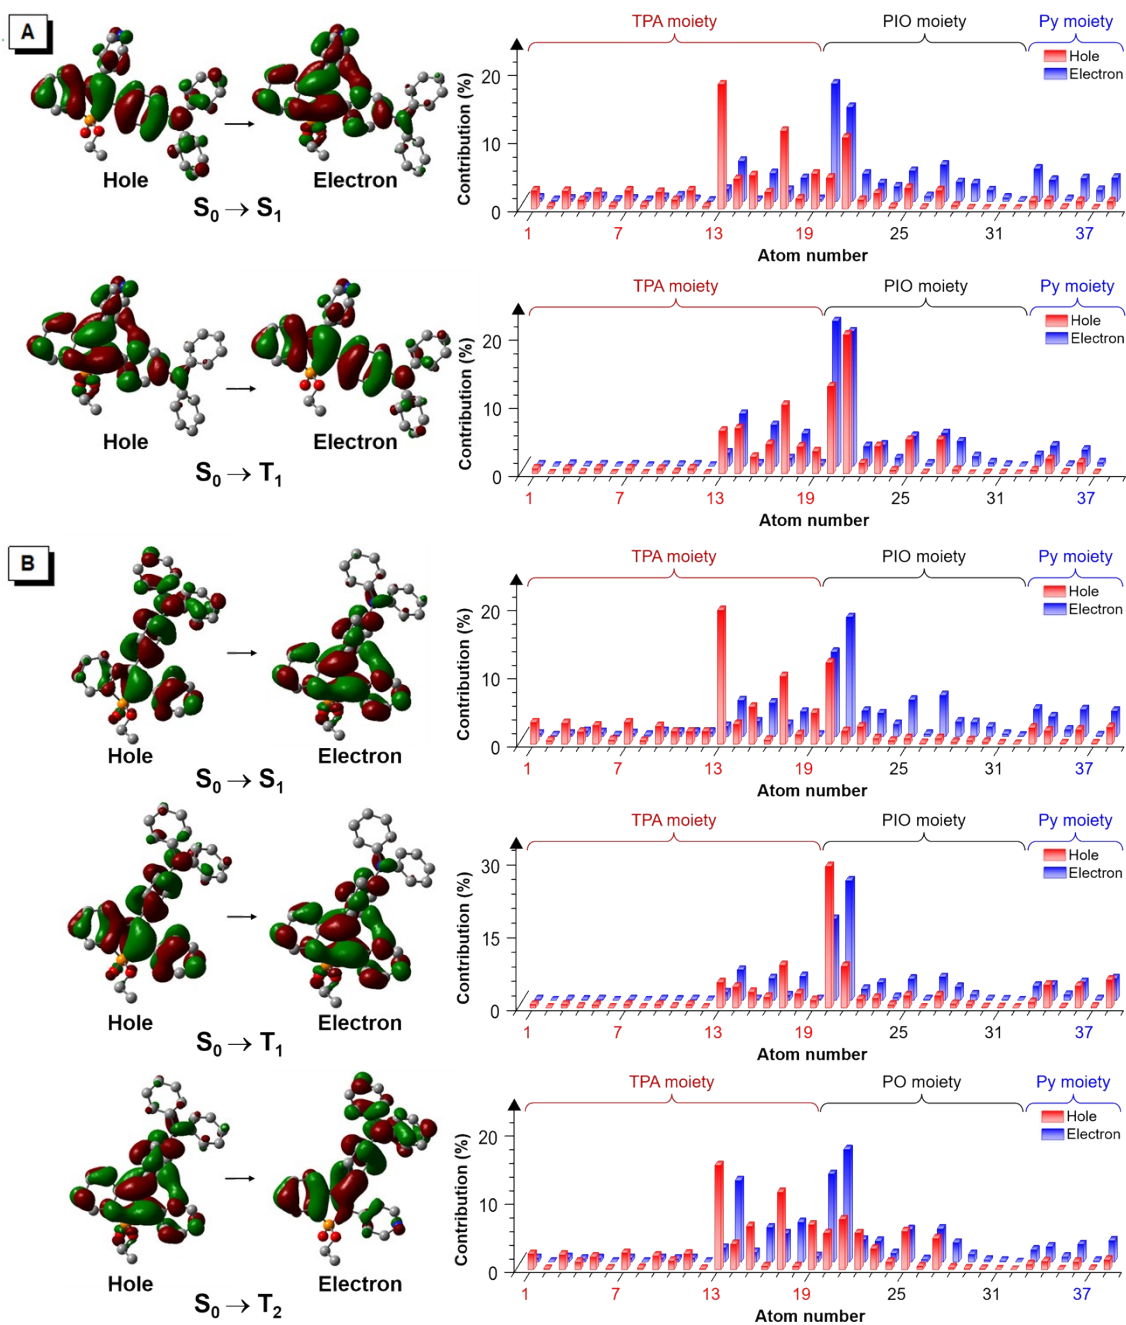 A
Hole
Electron
S0 → S1
TPA moiety
PIO moiety
Py moiety
Hole
Electron
Contribution (%)
20
10
0
1
7
13
19
25
31
37
Atom number
Hole
Electron
S0 → T1
TPA moiety
PIO moiety
Py moiety
Hole
Electron
Contribution (%)
20
10
0
1
7
13
19
25
31
37
Atom number
B
Hole
Electron
S0 → S1
TPA moiety
PIO moiety
Py moiety
Hole
Electron
Contribution (%)
20
10
0
1
7
13
19
25
31
37
Atom number
Hole
Electron
S0 → T1
TPA moiety
PIO moiety
Py moiety
Hole
Electron
Contribution (%)
30
15
0
1
7
13
19
25
31
37
Atom number
Hole
Electron
S0 → T2
TPA moiety
PO moiety
Py moiety
Hole
Electron
Contribution (%)
20
10
0
1
7
13
19
25
31
37
Atom number